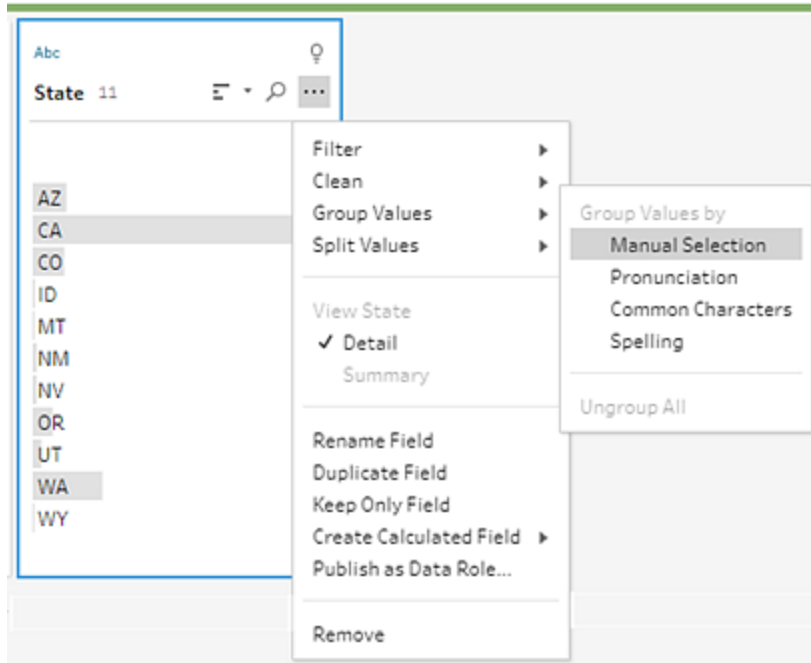 Abc
State 11
AZ
CA
CO
ID
MT
NM
NV
OR
UT
WA
WY
Filter
Clean
Group Values
Split Values
View State
✓ Detail
Summary
Rename Field
Duplicate Field
Keep Only Field
Create Calculated Field
Publish as Data Role...
Remove
Group Values by
Manual Selection
Pronunciation
Common Characters
Spelling
Ungroup All